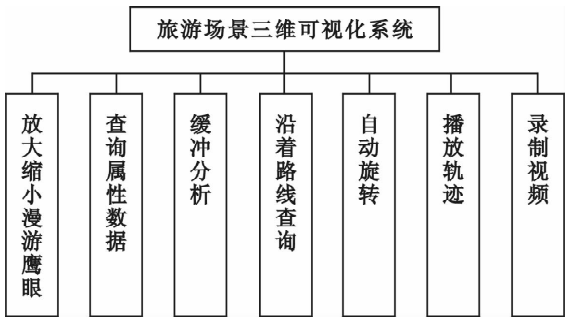 旅游场景三维可视化系统
放大缩小漫游鹰眼
查询属性数据
缓冲分析
沿着路线查询
自动旋转
播放轨迹
录制视频